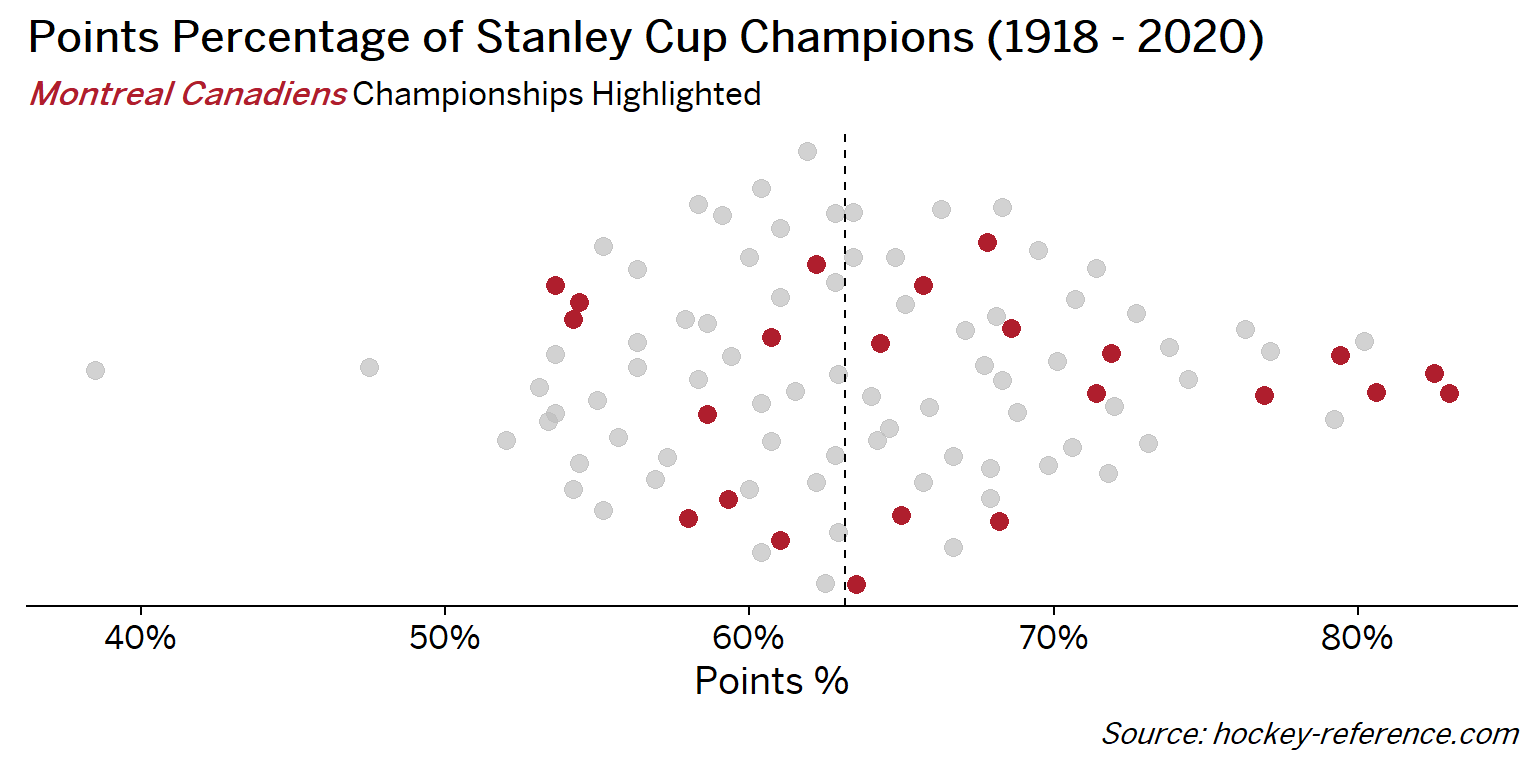 Points Percentage of Stanley Cup Champions (1918 - 2020)
Montreal Canadiens Championships Highlighted
40% 50% 60% 70% 80%
Points %
Source: hockey-reference.com